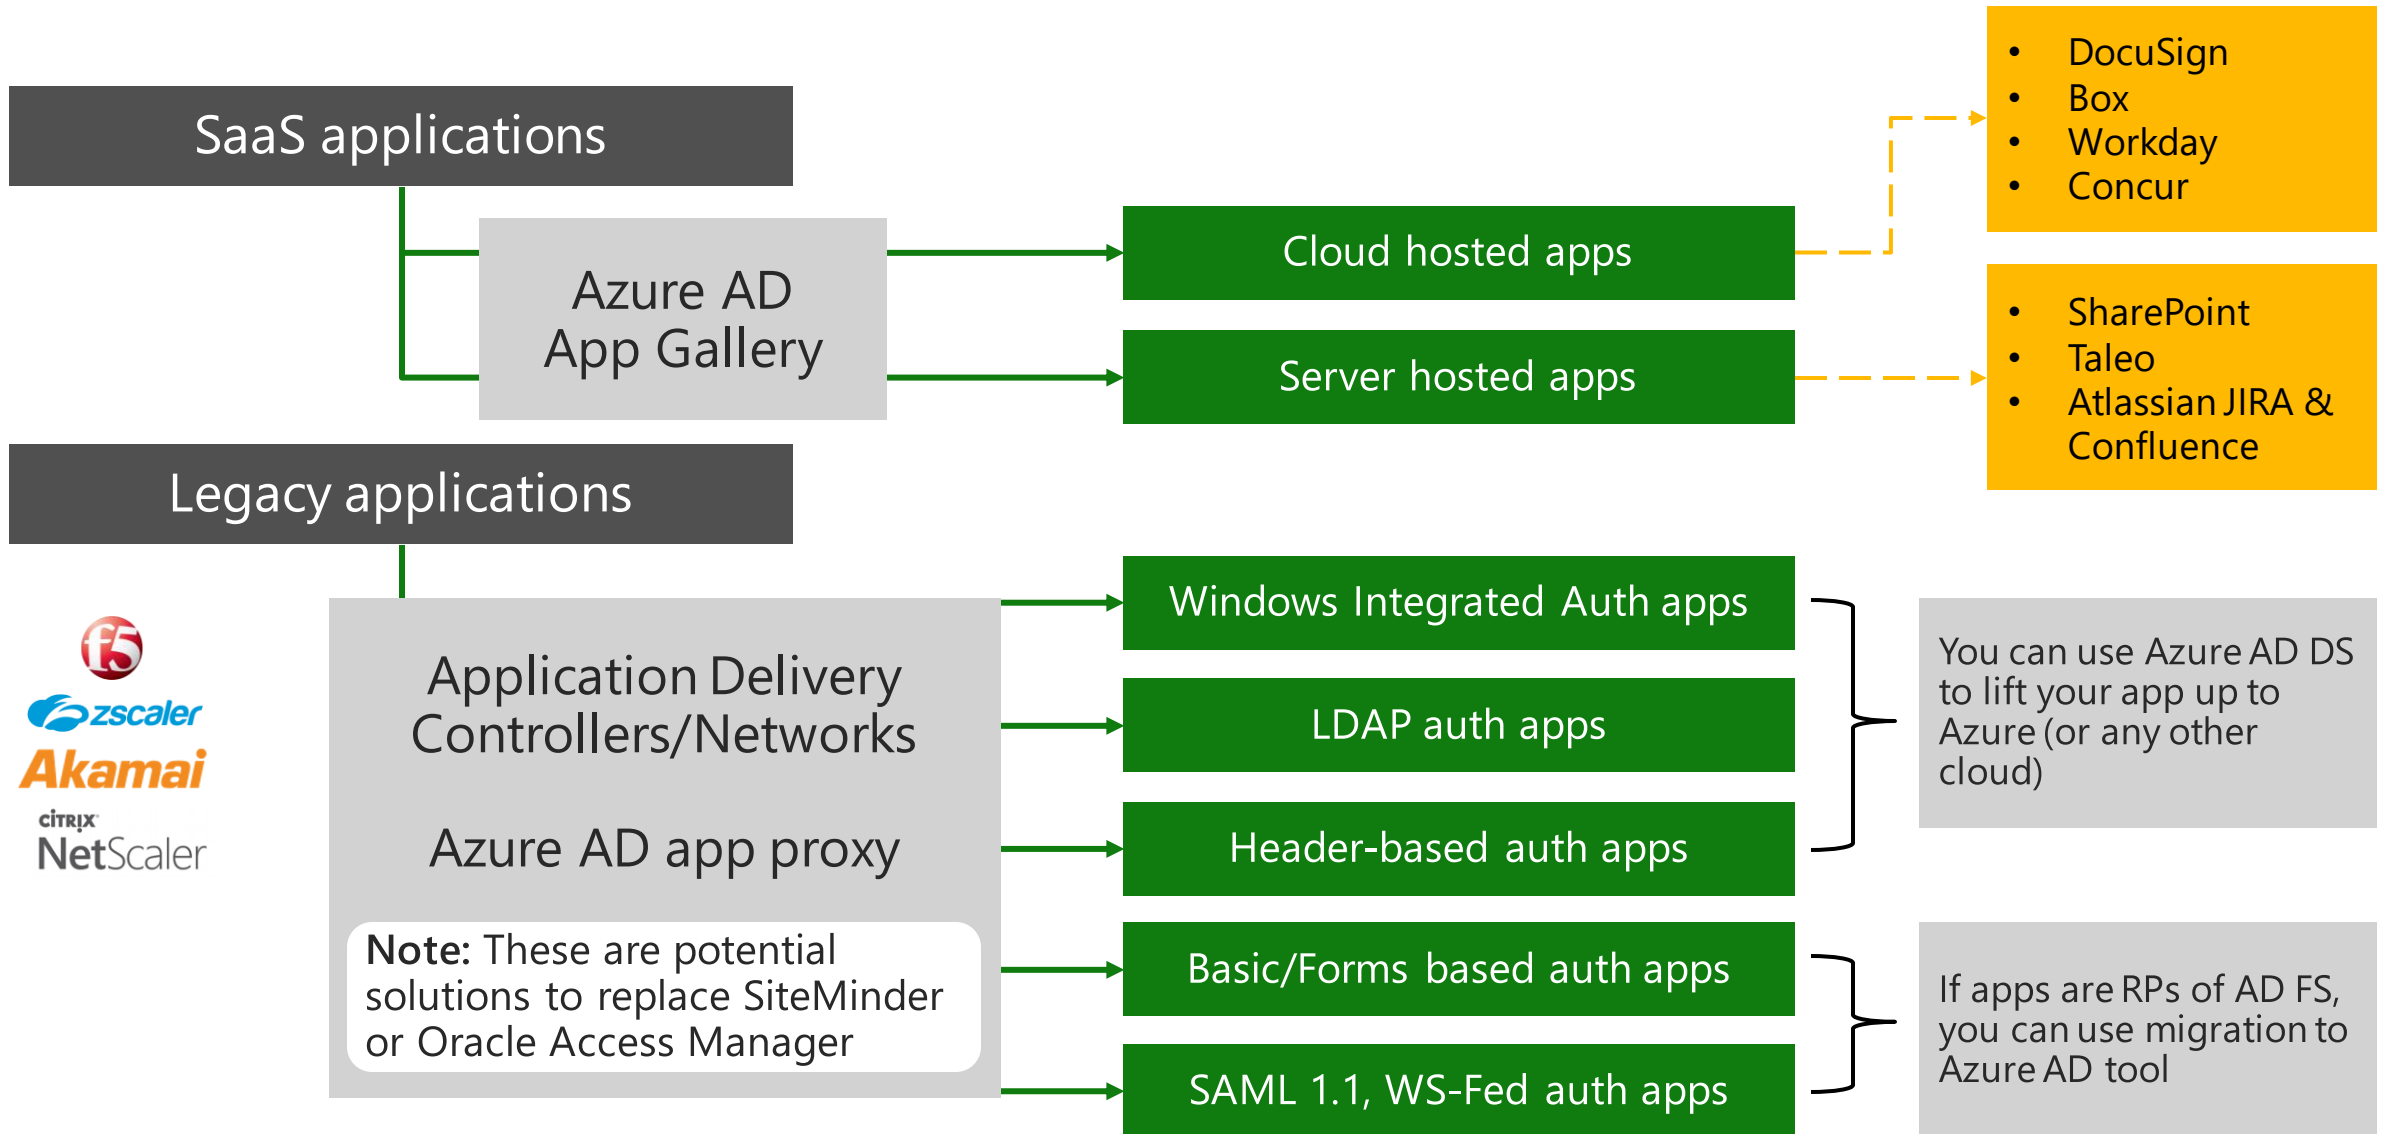 SaaS applications
Azure AD
App Gallery
Cloud hosted apps
Server hosted apps
• DocuSign
• Box
• Workday
• Concur
• SharePoint
• Taleo
• Atlassian JIRA &
Confluence
Legacy applications
f5
zscaler
Akamai
CITRIX
NetScaler
Application Delivery
Controllers/Networks
Azure AD app proxy
Note: These are potential
solutions to replace SiteMinder
or Oracle Access Manager
Windows Integrated Auth apps
LDAP auth apps
Header-based auth apps
Basic/Forms based auth apps
SAML 1.1, WS-Fed auth apps
You can use Azure AD DS
to lift your app up to
Azure (or any other
cloud)
If apps are RPs of AD FS,
you can use migration to
Azure AD tool